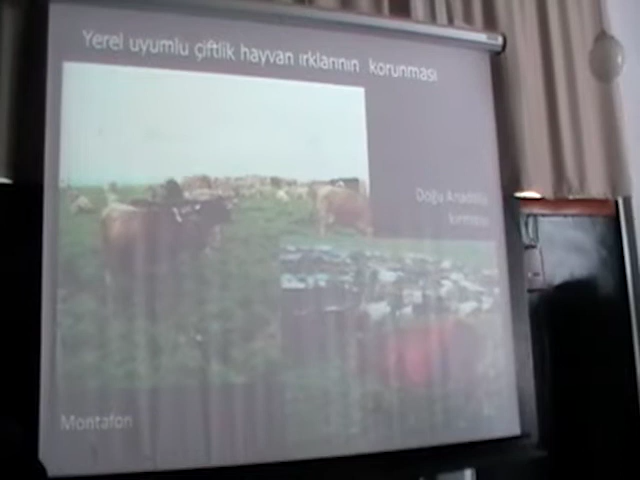 Yerel uyumlu çiftlik hayvan ırklarının korunması
Doğu Anadolu
kırmızısı
Montafon